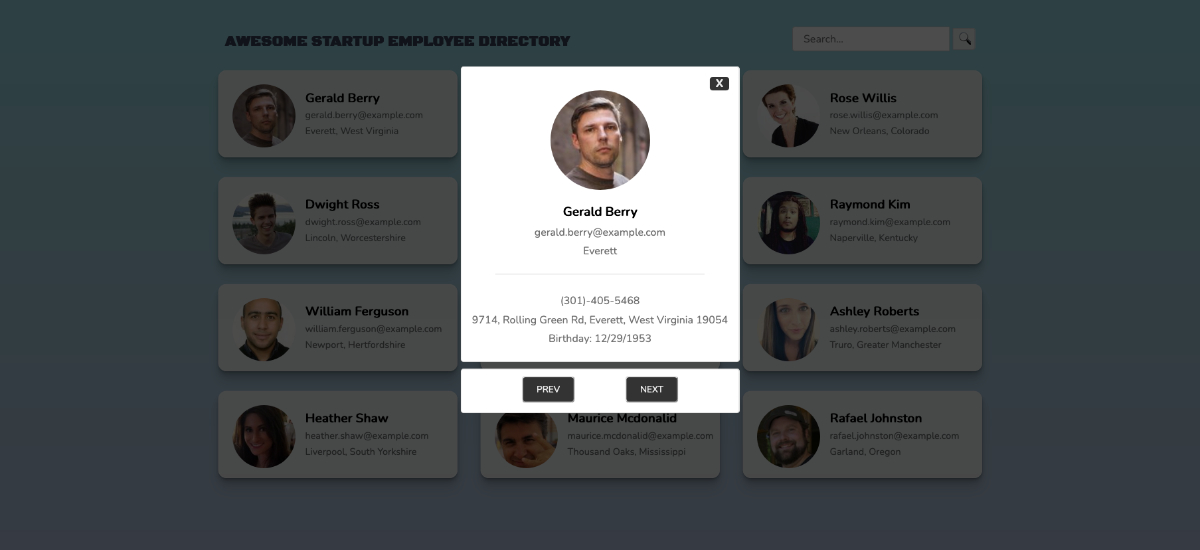 AWESOME STARTUP EMPLOYEE DIRECTORY
Search...
X
Gerald Berry
gerald.berry@example.com
Everett
(301)-405-5468
9714, Rolling Green Rd, Everett, West Virginia 19054
Birthday: 12/29/1953
PREV
NEXT
Gerald Berry
gerald.berry@example.com
Everett, West Virginia
Rose Willis
rose.willis@example.com
New Orleans, Colorado
Dwight Ross
dwight.ross@example.com
Lincoln, Worcestershire
Raymond Kim
raymond.kim@example.com
Naperville, Kentucky
William Ferguson
william.ferguson@example.com
Newport, Hertfordshire
Ashley Roberts
ashley.roberts@example.com
Truro, Greater Manchester
Heather Shaw
heather.shaw@example.com
Liverpool, South Yorkshire
Maurice Mcdonalid
maurice.mcdonalid@example.com
Thousand Oaks, Mississippi
Rafael Johnston
rafael.johnston@example.com
Garland, Oregon